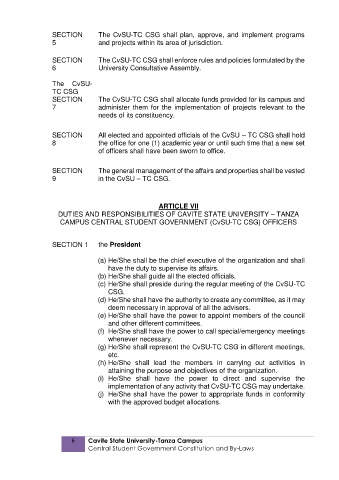 SECTION 5 The CvSU-TC CSG shall plan, approve, and implement programs
and projects within its area of jurisdiction.
SECTION 6 The CvSU-TC CSG shall enforce rules and policies formulated by the
University Consultative Assembly.
The CvSU-
TC CSG
SECTION 7 The CvSU-TC CSG shall allocate funds provided for its campus and
administer them for the implementation of projects relevant to the
needs of its constituency.
SECTION 8 All elected and appointed officials of the CvSU – TC CSG shall hold
the office for one (1) academic year or until such time that a new set
of officers shall have been sworn to office.
SECTION 9 The general management of the affairs and properties shall be vested
in the CvSU – TC CSG.
ARTICLE VII
DUTIES AND RESPONSIBILITIES OF CAVITE STATE UNIVERSITY – TANZA
CAMPUS CENTRAL STUDENT GOVERNMENT (CvSU-TC CSG) OFFICERS
SECTION 1 the President
(a) He/She shall be the chief executive of the organization and shall
have the duty to supervise its affairs.
(b) He/She shall guide all the elected officials.
(c) He/She shall preside during the regular meeting of the CvSU-TC
CSG.
(d) He/She shall have the authority to create any committee, as it may
deem necessary in approval of all the advisers.
(e) He/She shall have the power to appoint members of the council
and other different committees.
(f) He/She shall have the power to call special/emergency meetings
whenever necessary.
(g) He/She shall represent the CvSU-TC CSG in different meetings,
etc.
(h) He/She shall lead the members in carrying out activities in
attaining the purpose and objectives of the organization.
(i) He/She shall have the power to direct and supervise the
implementation of any activity that CvSU-TC CSG may undertake.
(j) He/She shall have the power to appropriate funds in conformity
with the approved budget allocations.
Cavite State University-Tanza Campus
Central Student Government Constitution and By-Laws